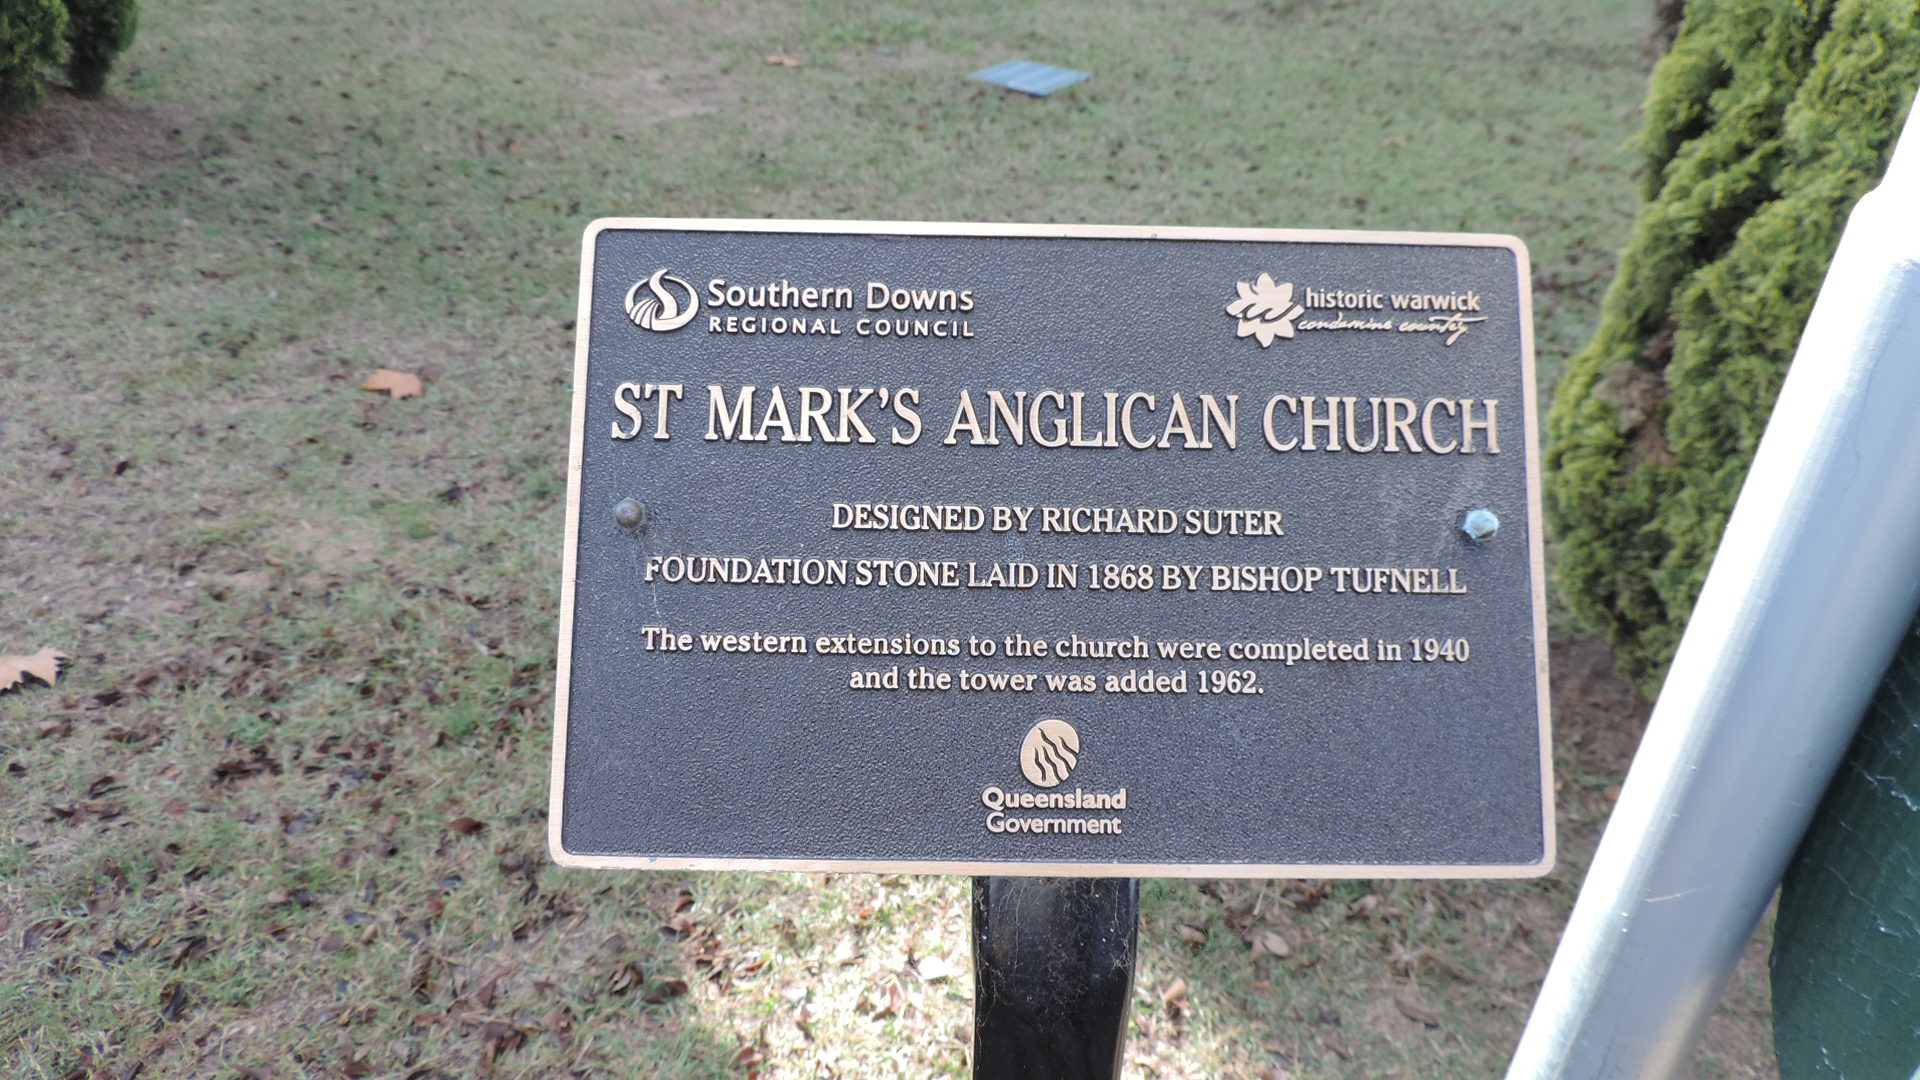 Southern Downs
REGIONAL COUNCIL
historic warwick
condamine country
ST MARK'S ANGLICAN CHURCH
DESIGNED BY RICHARD SUTER
FOUNDATION STONE LAID IN 1868 BY BISHOP TUFNELL
The western extensions to the church were completed in 1940
and the tower was added 1962.
Queensland
Government